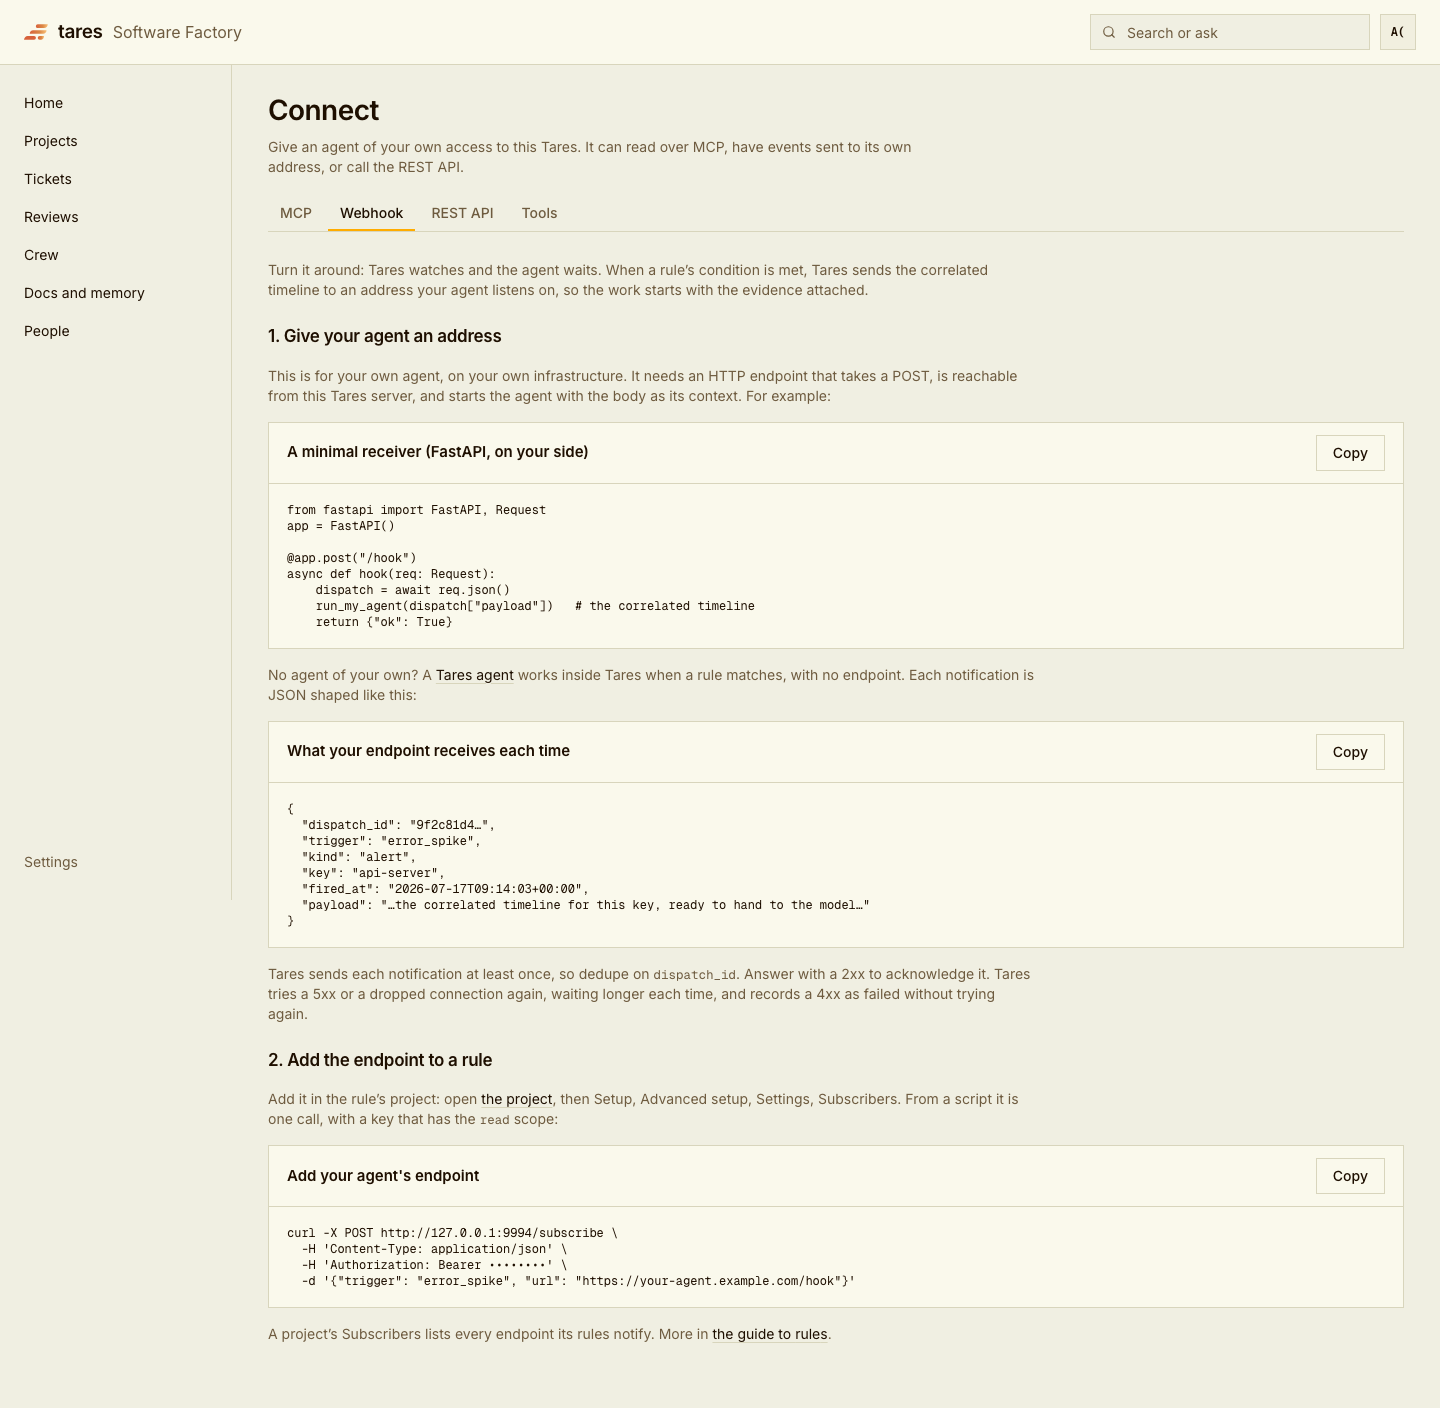 tares Software Factory
Search or ask
A(
Home
Projects
Tickets
Reviews
Crew
Docs and memory
People
Settings
Connect
Give an agent of your own access to this Tares. It can read over MCP, have events sent to its own
address, or call the REST API.
MCP Webhook REST API Tools
Turn it around: Tares watches and the agent waits. When a rule’s condition is met, Tares sends the correlated
timeline to an address your agent listens on, so the work starts with the evidence attached.
1. Give your agent an address
This is for your own agent, on your own infrastructure. It needs an HTTP endpoint that takes a POST, is reachable
from this Tares server, and starts the agent with the body as its context. For example:
A minimal receiver (FastAPI, on your side)
Copy
from fastapi import FastAPI, Request
app = FastAPI()
@app.post("/hook")
async def hook(req: Request):
    dispatch = await req.json()
    run_my_agent(dispatch["payload"])   # the correlated timeline
    return {"ok": True}
No agent of your own? A Tares agent works inside Tares when a rule matches, with no endpoint. Each notification is
JSON shaped like this:
What your endpoint receives each time
Copy
{
  "dispatch_id": "9f2c81d4…",
  "trigger": "error_spike",
  "kind": "alert",
  "key": "api-server",
  "fired_at": "2026-07-17T09:14:03+00:00",
  "payload": "…the correlated timeline for this key, ready to hand to the model…"
}
Tares sends each notification at least once, so dedupe on dispatch_id. Answer with a 2xx to acknowledge it. Tares
tries a 5xx or a dropped connection again, waiting longer each time, and records a 4xx as failed without trying
again.
2. Add the endpoint to a rule
Add it in the rule’s project: open the project, then Setup, Advanced setup, Settings, Subscribers. From a script it is
one call, with a key that has the read scope:
Add your agent's endpoint
Copy
curl -X POST http://127.0.0.1:9994/subscribe \
  -H 'Content-Type: application/json' \
  -H 'Authorization: Bearer ••••••••' \
  -d '{"trigger": "error_spike", "url": "https://your-agent.example.com/hook"}'
A project’s Subscribers lists every endpoint its rules notify. More in the guide to rules.